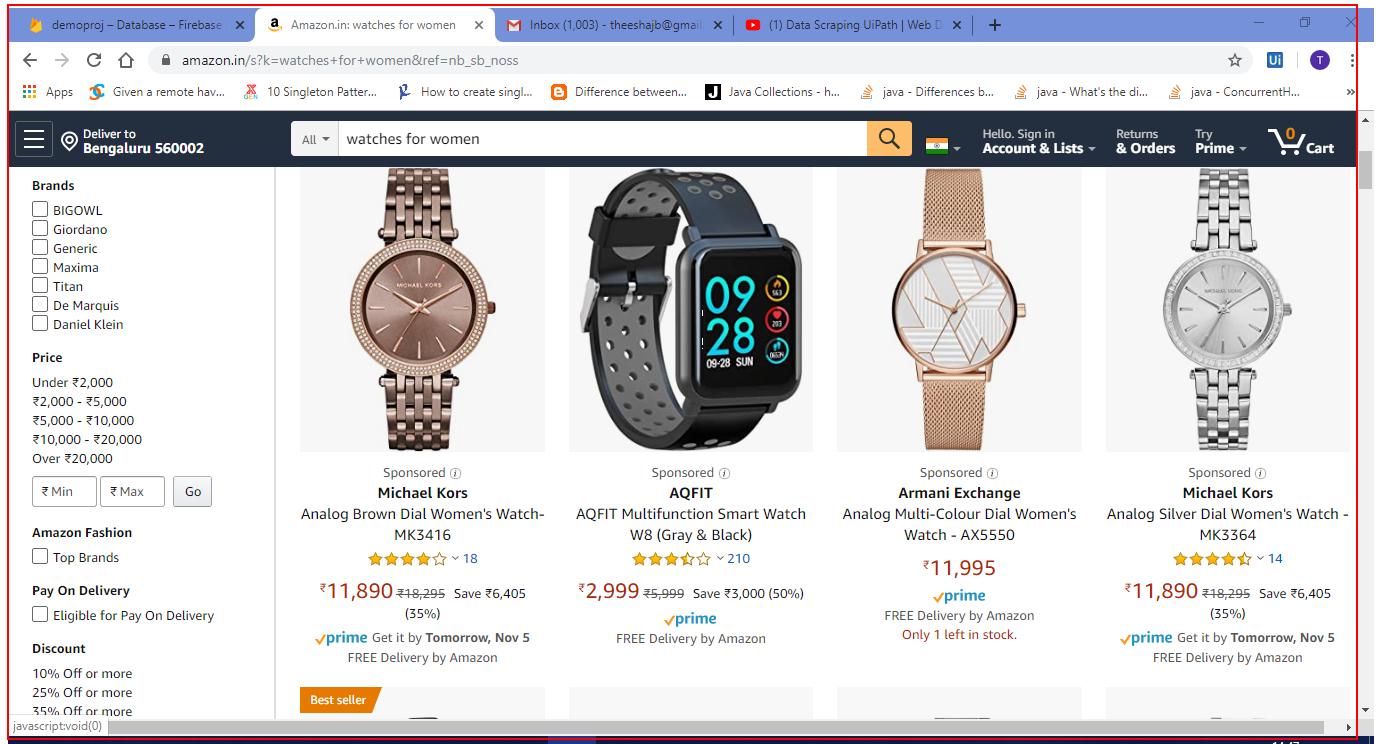 demoproj – Database – Firebase
Amazon.in: watches for women
Inbox (1,003) - theeshajb@gmail
(1) Data Scraping UiPath | Web D
amazon.in/s?k=watches+for+women&ref=nb_sb_noss
Ui
T
Apps
Given a remote hav...
10 Singleton Patter...
How to create singl...
Difference between...
Java Collections - h...
java - Differences b...
java - What's the di...
java - ConcurrentH...
Deliver to
Bengaluru 560002
All
watches for women
Hello. Sign in
Account & Lists
Returns
& Orders
Try
Prime
0
Cart
Brands
BIGOWL
Giordano
Generic
Maxima
Titan
De Marquis
Daniel Klein
Price
Under ₹2,000
₹2,000 - ₹5,000
₹5,000 - ₹10,000
₹10,000 - ₹20,000
Over ₹20,000
₹ Min
₹ Max
Go
Amazon Fashion
Top Brands
Pay On Delivery
Eligible for Pay On Delivery
Discount
10% Off or more
25% Off or more
35% Off or more
javascript:void(0)
MICHAEL KORS
Sponsored
Michael Kors
Analog Brown Dial Women's Watch-
MK3416
18
₹11,890 ₹18,295 Save ₹6,405
(35%)
prime Get it by Tomorrow, Nov 5
FREE Delivery by Amazon
Best seller
09
28
09-28 SUN
563
203
Sponsored
AQFIT
AQFIT Multifunction Smart Watch
W8 (Gray & Black)
210
₹2,999 ₹5,999 Save ₹3,000 (50%)
prime
FREE Delivery by Amazon
Sponsored
Armani Exchange
Analog Multi-Colour Dial Women's
Watch - AX5550
₹11,995
prime
FREE Delivery by Amazon
Only 1 left in stock.
MICHAEL KORS
Sponsored
Michael Kors
Analog Silver Dial Women's Watch -
MK3364
14
₹11,890 ₹18,295 Save ₹6,405
(35%)
prime Get it by Tomorrow, Nov 5
FREE Delivery by Amazon